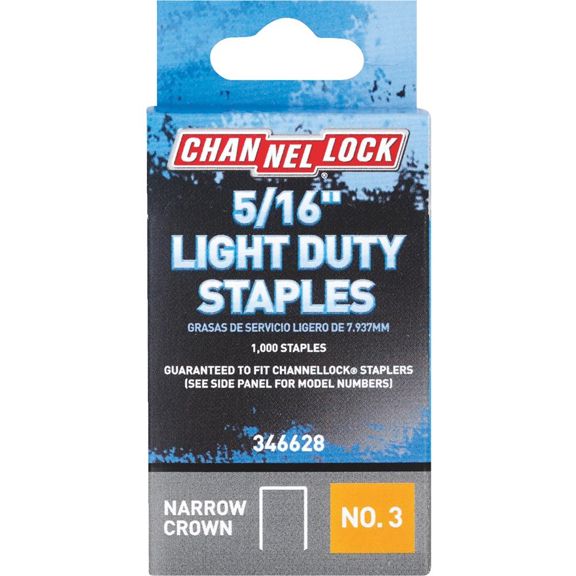 CHANNELLOCK®
5/16"
LIGHT DUTY
STAPLES
GRASAS DE SERVICIO LIGERO DE 7.937MM
1,000 STAPLES
GUARANTEED TO FIT CHANNELLOCK® STAPLERS
(SEE SIDE PANEL FOR MODEL NUMBERS)
346628
NARROW
CROWN
NO. 3